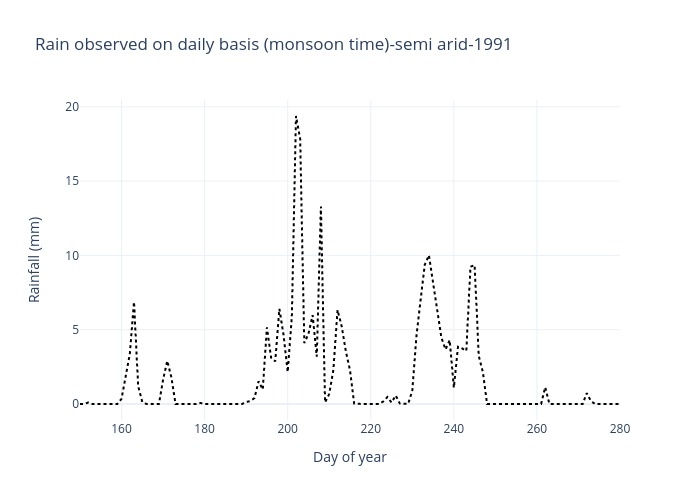 Rain observed on daily basis (monsoon time)-semi arid-1991
Rainfall (mm)
20
15
10
5
0
160 180 200 220 240 260 280
Day of year